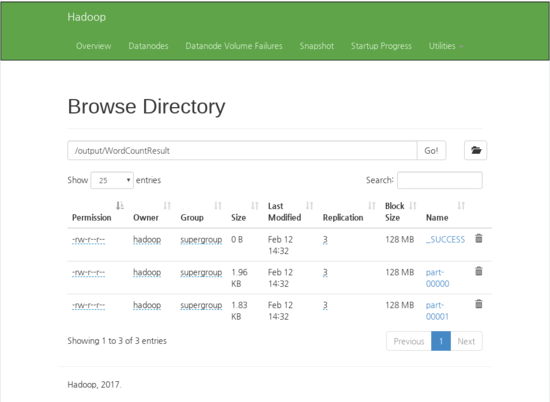 Hadoop
Overview Datanodes Datanode Volume Failures Snapshot Startup Progress Utilities
Browse Directory
/output/WordCountResult Go!
Show 25 entries Search:
Permission Owner Group Size Last Modified Replication Block Size Name
-rw-r--r-- hadoop supergroup 0 B Feb 12 14:32 3 128 MB _SUCCESS
-rw-r--r-- hadoop supergroup 1.96 KB Feb 12 14:32 3 128 MB part-00000
-rw-r--r-- hadoop supergroup 1.83 KB Feb 12 14:32 3 128 MB part-00001
Showing 1 to 3 of 3 entries Previous 1 Next
Hadoop, 2017.